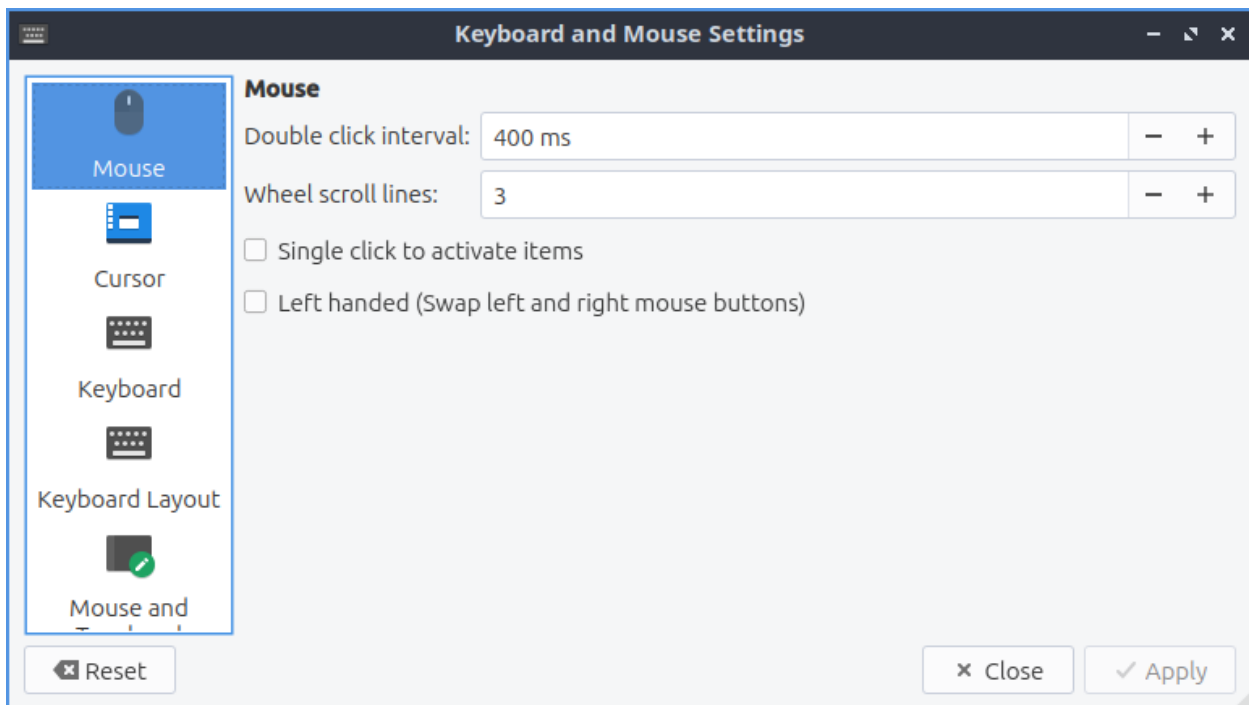 Keyboard and Mouse Settings
Mouse
Cursor
Keyboard
Keyboard Layout
Mouse and
Mouse
Double click interval: 400 ms
Wheel scroll lines: 3
Single click to activate items
Left handed (Swap left and right mouse buttons)
Reset
Close
Apply